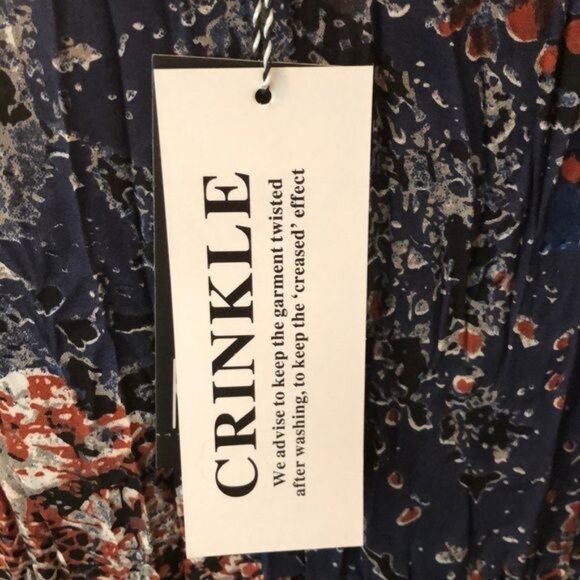 CRINKLE
We advise to keep the garment twisted
after washing, to keep the ‘creased’ effect